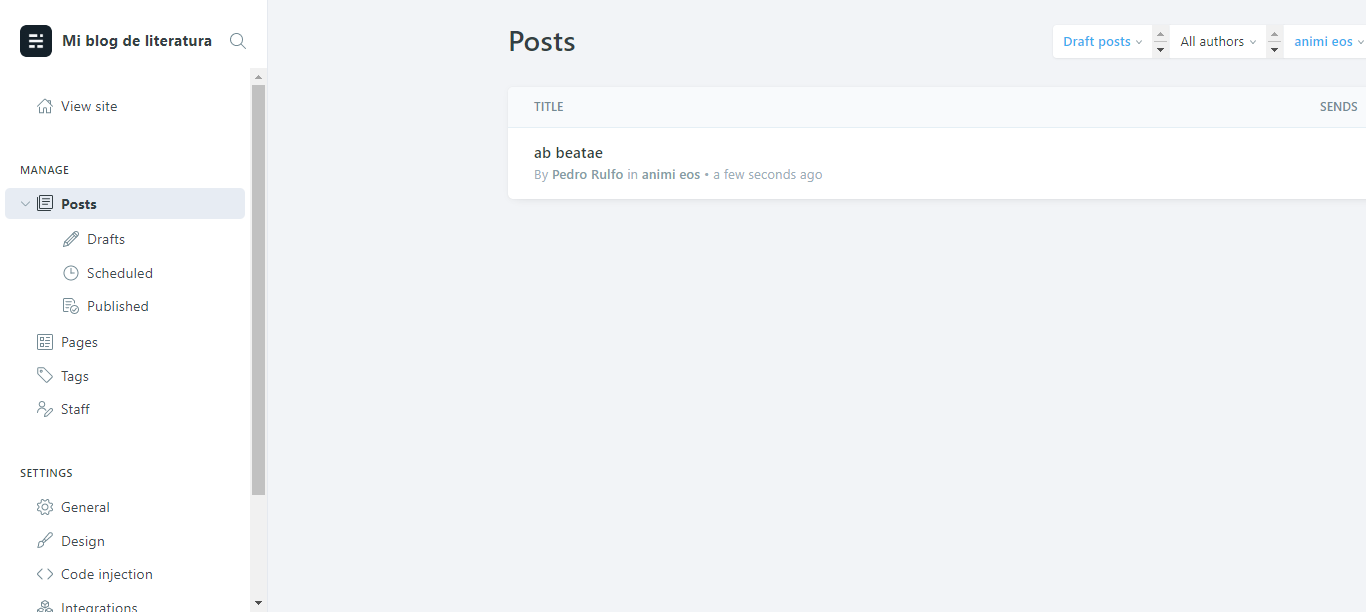 Mi blog de literatura
View site
MANAGE
Posts
Drafts
Scheduled
Published
Pages
Tags
Staff
SETTINGS
General
Design
Code injection
Integrations
Posts
Draft posts All authors animi eos
TITLE SENDS
ab beatae
By Pedro Rulfo in animi eos • a few seconds ago